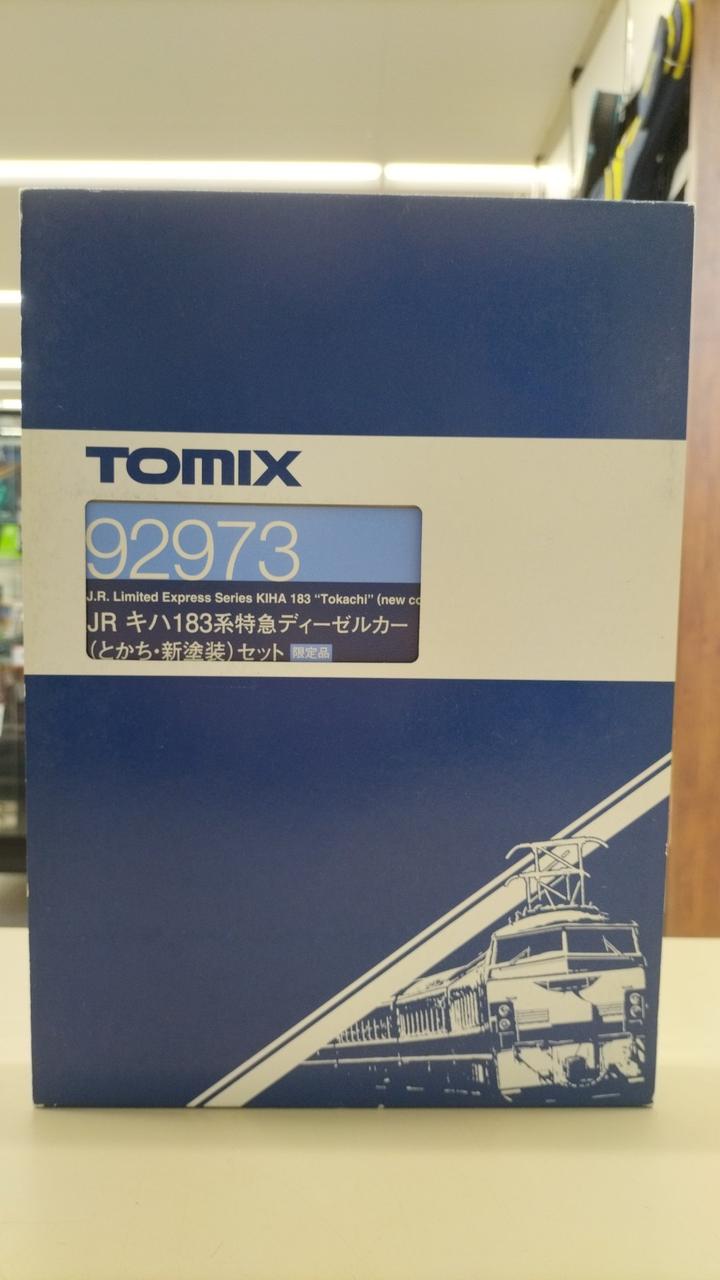 TOMIX
92973
J.R. Limited Express Series KIHA 183 “Tokachi” (new
JR キハ183系特急ディーゼルカー
(とかち・新塗装)セット 限定品